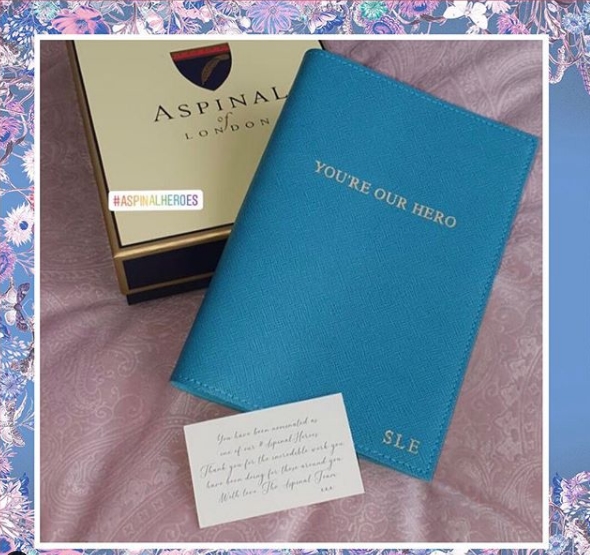 ASPINAL
of
LONDON
#ASPINALHEROES
YOU'RE OUR HERO
SLE
You have been nominated as
one of our #Aspinal Heroes
Thank you for the incredible work you
have been doing for those around you
With love The Aspinal Team
xxx